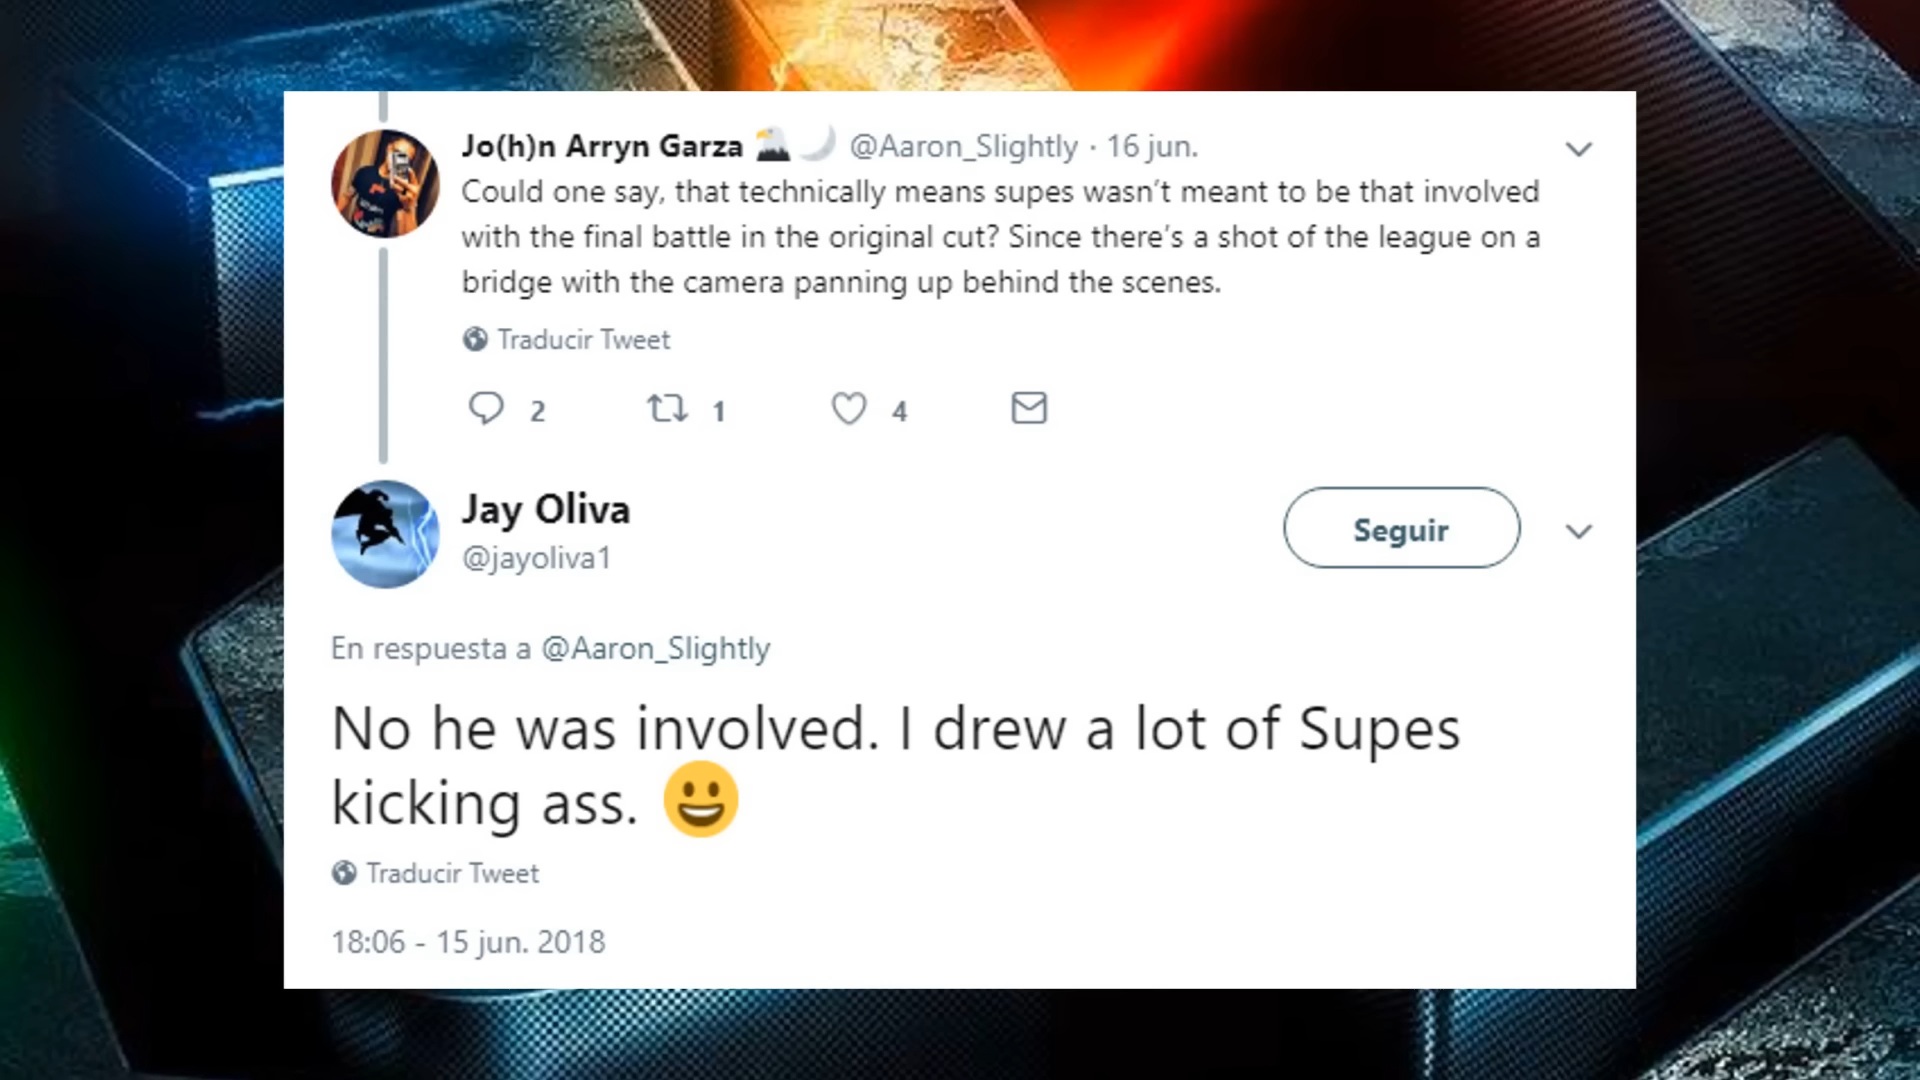 Jo(h)n Arryn Garza 🦅🌙 @Aaron_Slightly · 16 jun.
Could one say, that technically means supes wasn't meant to be that involved
with the final battle in the original cut? Since there's a shot of the league on a
bridge with the camera panning up behind the scenes.
Traducir Tweet
2 1 4
Jay Oliva
@jayoliva1
Seguir
En respuesta a @Aaron_Slightly
No he was involved. I drew a lot of Supes
kicking ass. 😀
Traducir Tweet
18:06 - 15 jun. 2018